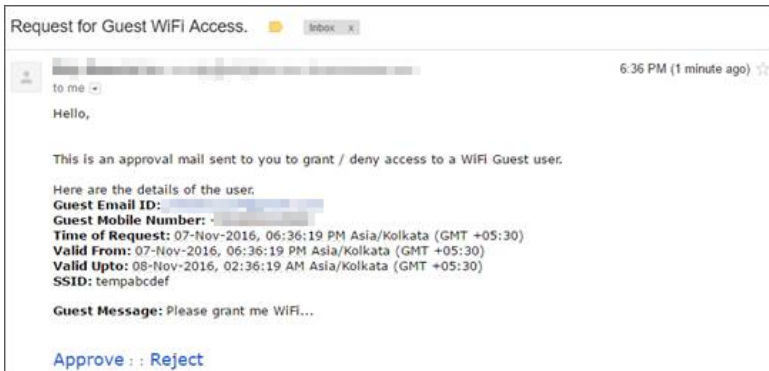 Request for Guest WiFi Access.
Inbox x
6:36 PM (1 minute ago)
to me
Hello,
This is an approval mail sent to you to grant / deny access to a WiFi Guest user.
Here are the details of the user.
Guest Email ID:
Guest Mobile Number:
Time of Request: 07-Nov-2016, 06:36:19 PM Asia/Kolkata (GMT +05:30)
Valid From: 07-Nov-2016, 06:36:19 PM Asia/Kolkata (GMT +05:30)
Valid Upto: 08-Nov-2016, 02:36:19 AM Asia/Kolkata (GMT +05:30)
SSID: tempabcdef
Guest Message: Please grant me WiFi...
Approve : : Reject